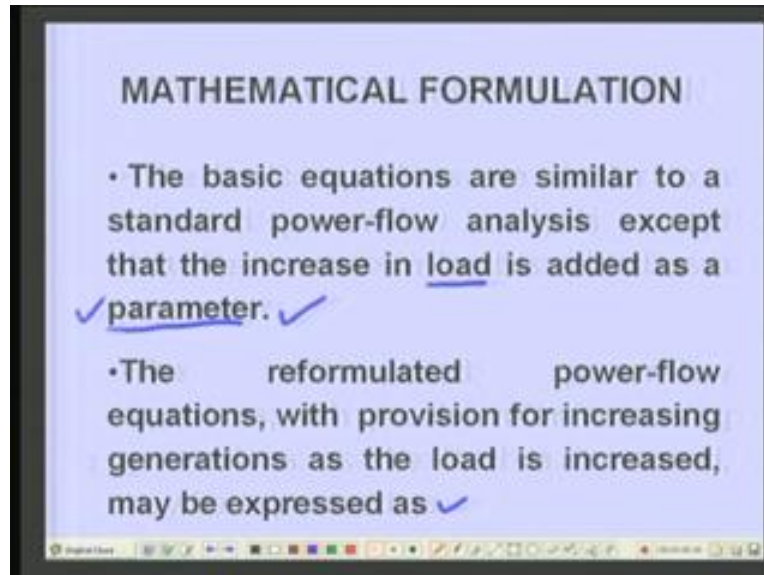 MATHEMATICAL FORMULATION
• The basic equations are similar to a
standard power-flow analysis except
that the increase in load is added as a
parameter.
•The reformulated power-flow
equations, with provision for increasing
generations as the load is increased,
may be expressed as